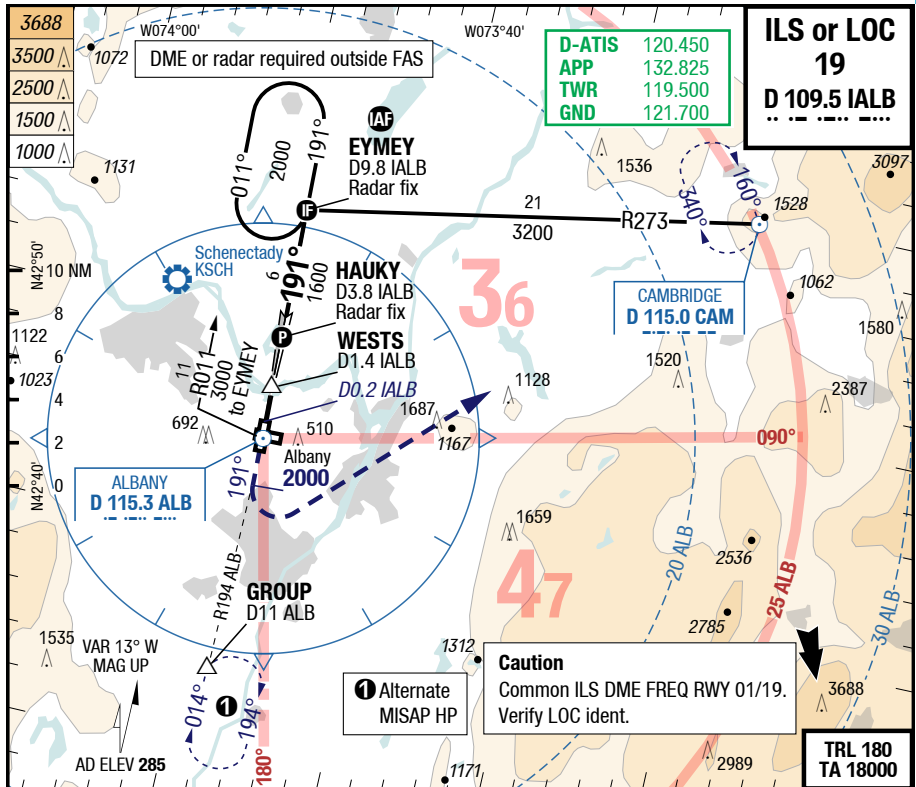 3688
3500
2500
1500
1000
W074°00'
W073°40'
1072
DME or radar required outside FAS
D-ATIS 120.450
APP 132.825
TWR 119.500
GND 121.700
ILS or LOC
19
D 109.5 IALB
IAF
EYMEY
D9.8 IALB
Radar fix
011°
2000
191°
IF
1131
1536
3097
160°
340°
1528
21
3200
R273
N42°50'
10 NM
8
6
4
2
0
N42°40'
Schenectady
KSCH
191°
6
1600
HAUKY
D3.8 IALB
Radar fix
P
36
CAMBRIDGE
D 115.0 CAM
1062
1580
1122
1023
WESTS
D1.4 IALB
D0.2 IALB
11
R011
3000
to EYMEY
1520
1128
2387
1687
1167
692
510
Albany
2000
090°
ALBANY
D 115.3 ALB
191°
1659
47
2536
20 ALB
25 ALB
30 ALB
R194 ALB
GROUP
D11 ALB
2785
1535
VAR 13° W
MAG UP
1312
Caution
Common ILS DME FREQ RWY 01/19.
Verify LOC ident.
1 Alternate
MISAP HP
3688
014°
1
194°
180°
AD ELEV 285
1171
2989
TRL 180
TA 18000